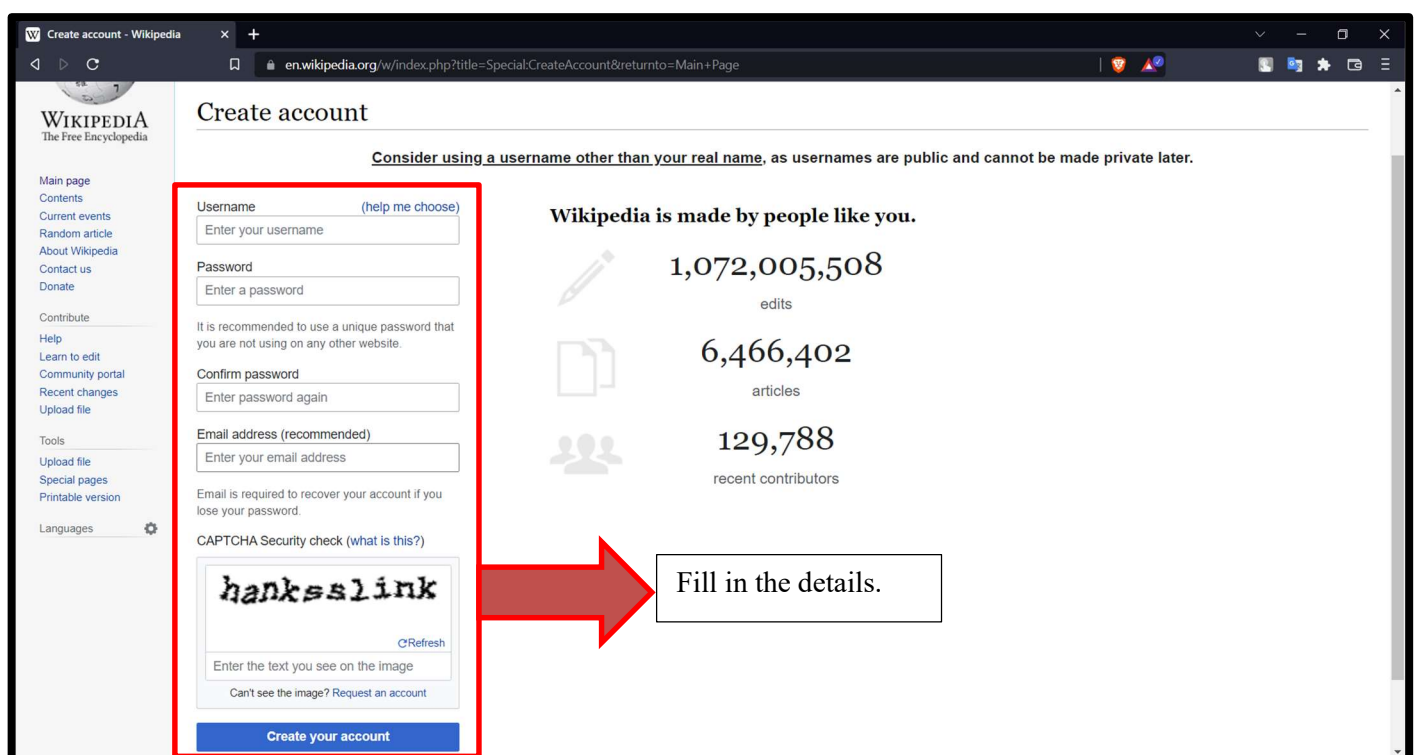 Create account - Wikipedia
en.wikipedia.org/w/index.php?title=Special:CreateAccount&returnto=Main+Page
WIKIPEDIA
The Free Encyclopedia
Main page
Contents
Current events
Random article
About Wikipedia
Contact us
Donate
Contribute
Help
Learn to edit
Community portal
Recent changes
Upload file
Tools
Upload file
Special pages
Printable version
Languages
Create account
Consider using a username other than your real name, as usernames are public and cannot be made private later.
Username (help me choose)
Enter your username
Password
Enter a password
It is recommended to use a unique password that
you are not using on any other website.
Confirm password
Enter password again
Email address (recommended)
Enter your email address
Email is required to recover your account if you
lose your password.
CAPTCHA Security check (what is this?)
hanksslink
Refresh
Enter the text you see on the image
Can't see the image? Request an account
Create your account
Wikipedia is made by people like you.
1,072,005,508
edits
6,466,402
articles
129,788
recent contributors
Fill in the details.